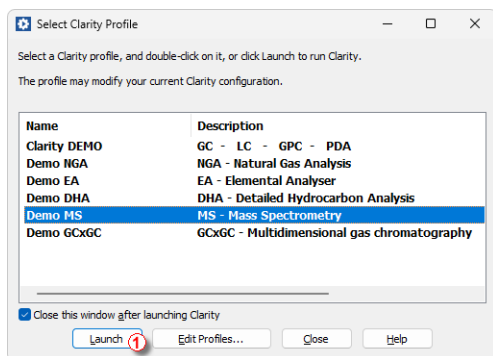 Select Clarity Profile
Select a Clarity profile, and double-click on it, or click Launch to run Clarity.
The profile may modify your current Clarity configuration.
Name Description
Clarity DEMO GC - LC - GPC - PDA
Demo NGA NGA - Natural Gas Analysis
Demo EA EA - Elemental Analyser
Demo DHA DHA - Detailed Hydrocarbon Analysis
Demo MS MS - Mass Spectrometry
Demo GCxGC GCxGC - Multidimensional gas chromatography
Close this window after launching Clarity
Launch 1 Edit Profiles... Close Help